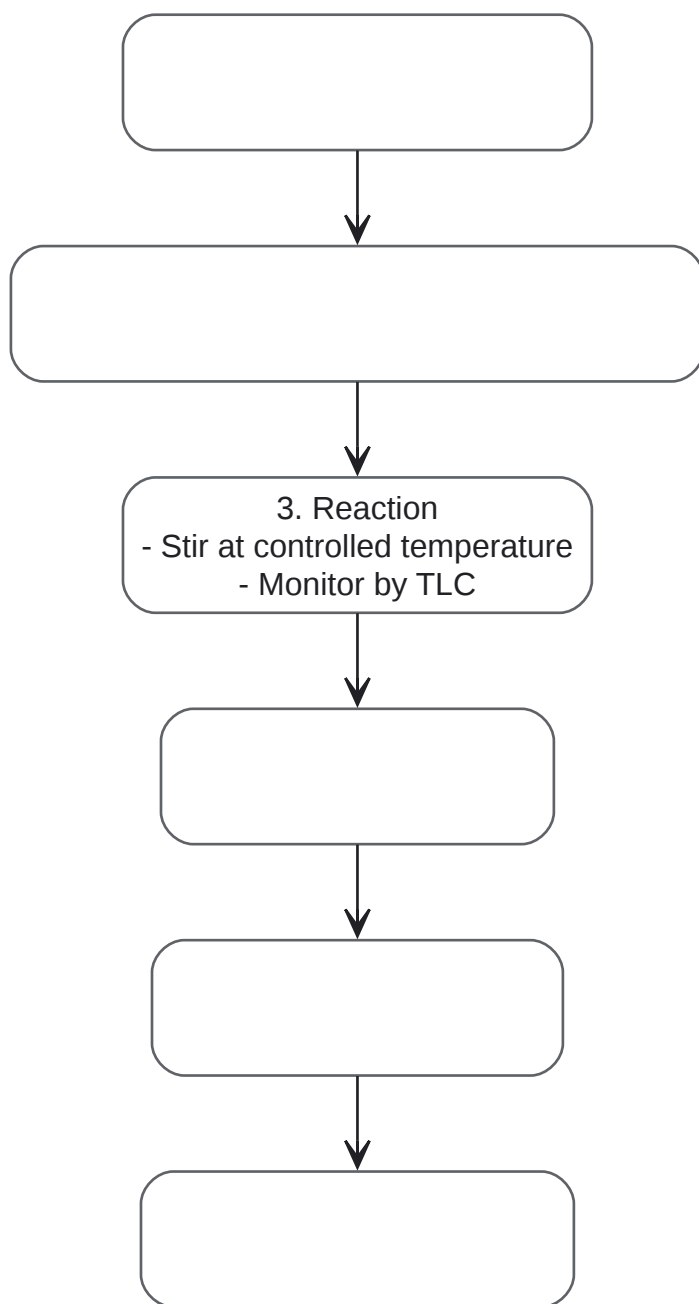 3. Reaction
- Stir at controlled temperature
- Monitor by TLC